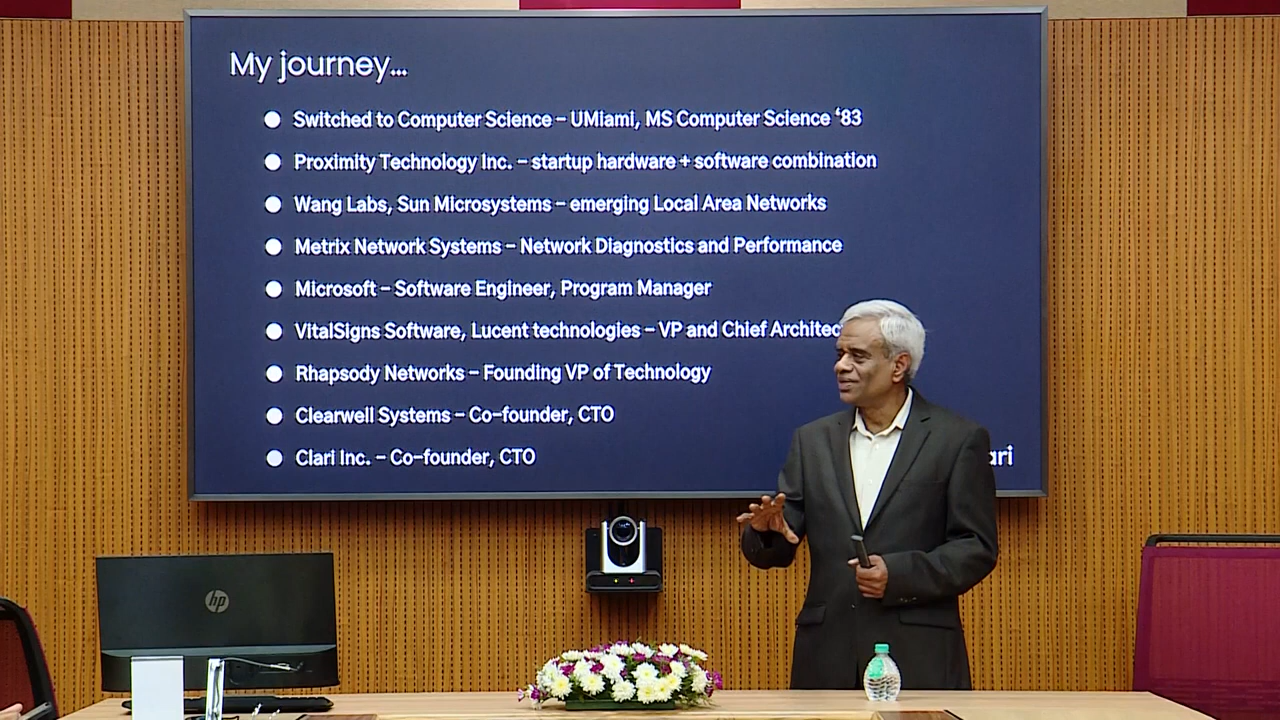 My journey...
Switched to Computer Science – UMiami, MS Computer Science ‘83
Proximity Technology Inc. – startup hardware + software combination
Wang Labs, Sun Microsystems – emerging Local Area Networks
Metrix Network Systems – Network Diagnostics and Performance
Microsoft – Software Engineer, Program Manager
VitalSigns Software, Lucent technologies – VP and Chief Architec
Rhapsody Networks – Founding VP of Technology
Clearwell Systems – Co-founder, CTO
Clari Inc. – Co-founder, CTO
ari
hp